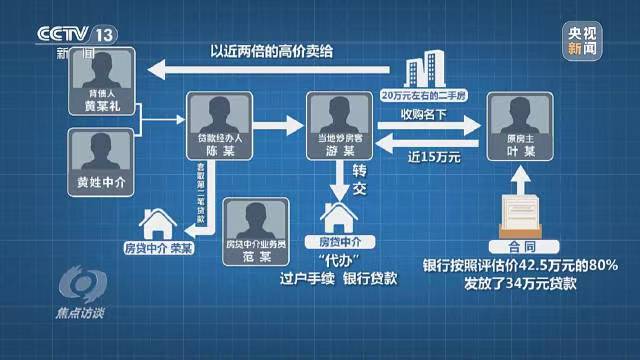 CCTV 13
新闻
央视
新闻
以近两倍的高价卖给
背债人
黄某礼
20万元左右的二手房
贷款经办人
陈 某
当地炒房客
游 某
收购名下
近15万元
原房主
叶 某
黄姓中介
套取第二笔贷款
转
交
房贷中介 荣某
房贷中介业务员
范 某
房贷中介
“代办”
过户手续 银行贷款
合 同
银行按照评估价42.5万元的80%
发放了34万元贷款
焦点访谈